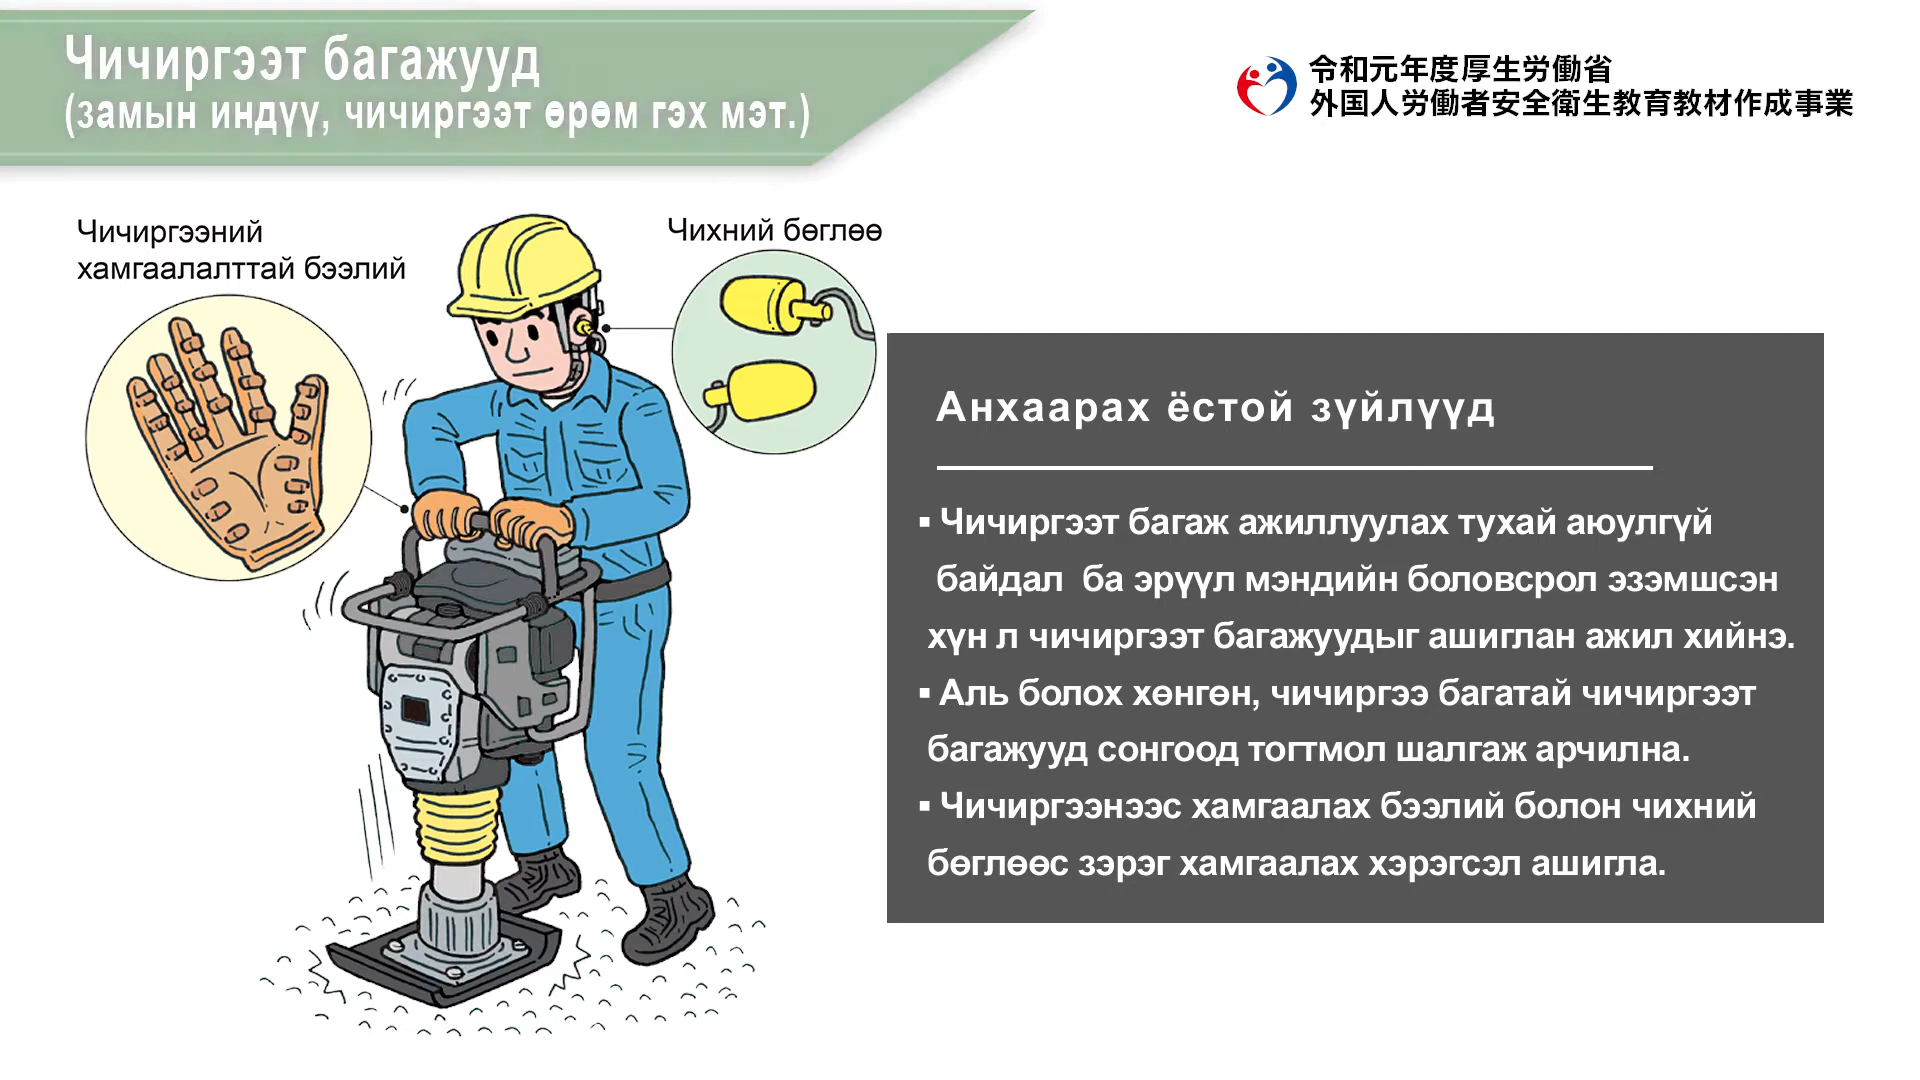 Чичиргээт багажууд
(замын индүү, чичиргээт өрөм гэх мэт.)
令和元年度厚生労働省
外国人労働者安全衛生教育教材作成事業
Чичиргээний
хамгаалалттай бээлий
Чихний бөглөө
Анхаарах ёстой зүйлүүд
▪ Чичиргээт багаж ажиллуулах тухай аюулгүй
байдал ба эрүүл мэндийн боловсрол эзэмшсэн
хүн л чичиргээт багажуудыг ашиглан ажил хийнэ.
▪ Аль болох хөнгөн, чичиргээ багатай чичиргээт
багажууд сонгоод тогтмол шалгаж арчилна.
▪ Чичиргээнээс хамгаалах бээлий болон чихний
бөглөөс зэрэг хамгаалах хэрэгсэл ашигла.